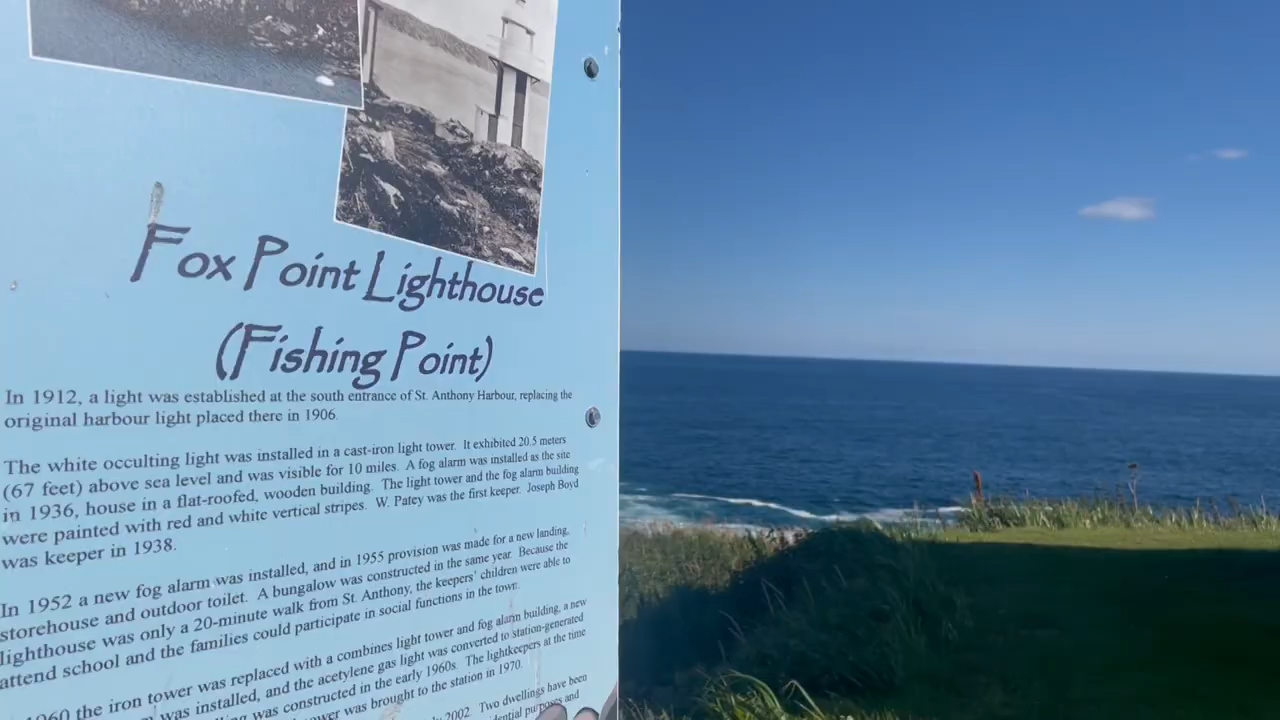 Fox Point Lighthouse
(Fishing Point)
In 1912, a light was established at the south entrance of St. Anthony Harbour, replacing the
original harbour light placed there in 1906.
The white occulting light was installed in a cast-iron light tower. It exhibited 20.5 meters
(67 feet) above sea level and was visible for 10 miles. A fog alarm was installed as the site
in 1936, house in a flat-roofed, wooden building. The light tower and the fog alarm building
were painted with red and white vertical stripes. W. Patey was the first keeper. Joseph Boyd
was keeper in 1938.
In 1952 a new fog alarm was installed, and in 1955 provision was made for a new landing,
storehouse and outdoor toilet. A bungalow was constructed in the same year. Because the
lighthouse was only a 20-minute walk from St. Anthony, the keepers' children were able to
attend school and the families could participate in social functions in the town.
1960 the iron tower was replaced with a combines light tower and fog alarm building, a new
was installed, and the acetylene gas light was converted to station-generated
was constructed in the early 1960s. The lightkeepers at the time
was brought to the station in 1970.
2002. Two dwellings have been
purposes and